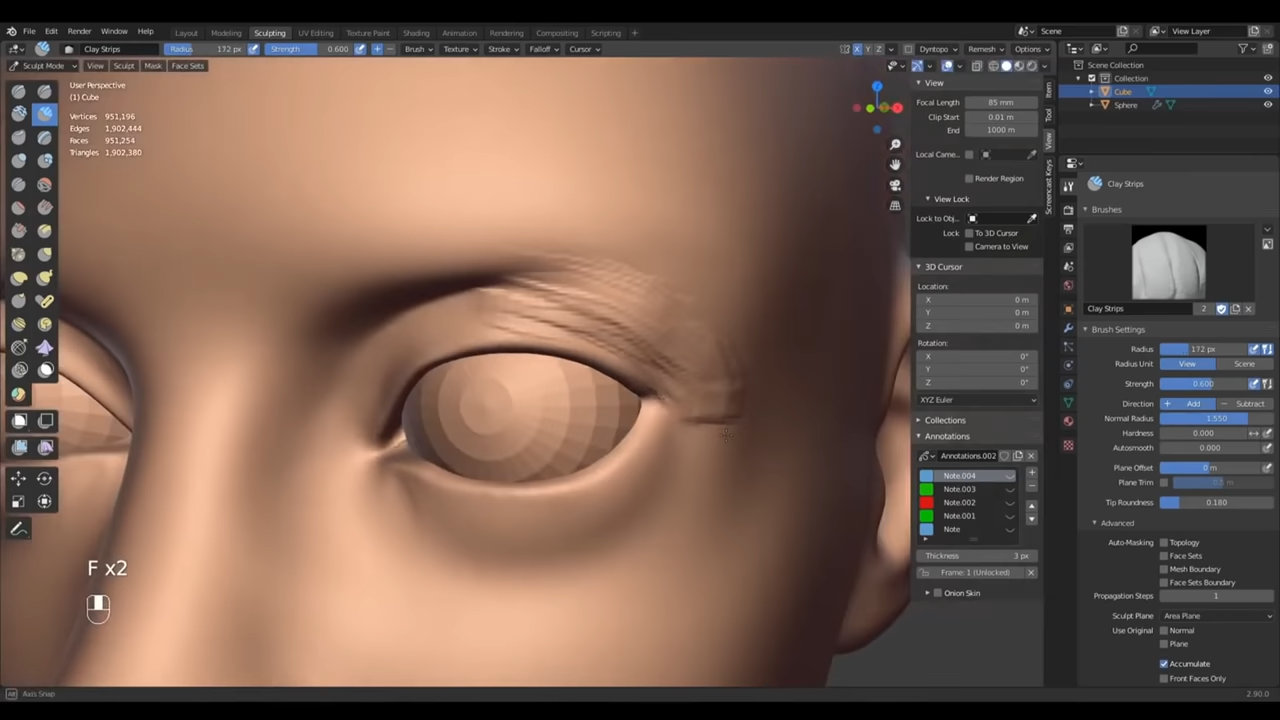 File Edit Render Window Help Layout Modeling Sculpting UV Editing Texture Paint Shading Animation Rendering Compositing Scripting + Scene View Layer
Clay Strips Radius 172 px Strength 0.600 + − Brush Texture Stroke Falloff Cursor X Y Z Dyntopo Remesh Options
Sculpt Mode View Sculpt Mask Face Sets
User Perspective
(1) Cube
Vertices 951,196
Edges 1,902,444
Faces 951,254
Triangles 1,902,380
F x2
Axis Snap
View
Focal Length 85 mm
Clip Start 0.01 m
End 1000 m
Local Came...
Render Region
View Lock
Lock to Obj...
Lock To 3D Cursor
Camera to View
3D Cursor
Location:
X 0 m
Y 0 m
Z 0 m
Rotation:
X 0°
Y 0°
Z 0°
XYZ Euler
Collections
Annotations
Annotations.002
Note.004
Note.003
Note.002
Note.001
Note
Thickness 3 px
Frame: 1 (Unlocked)
Onion Skin
Item
Tool
View
Screencast Keys
Scene Collection
Collection
Cube
Sphere
Clay Strips
Brushes
Clay Strips 2
Brush Settings
Radius 172 px
Radius Unit View Scene
Strength 0.600
Direction + Add − Subtract
Normal Radius 1.550
Hardness 0.000
Autosmooth 0.000
Plane Offset 0 m
Plane Trim 0.5 m
Tip Roundness 0.180
Advanced
Auto-Masking Topology
Face Sets
Mesh Boundary
Face Sets Boundary
Propagation Steps 1
Sculpt Plane Area Plane
Use Original Normal
Plane
Accumulate
Front Faces Only
2.90.0